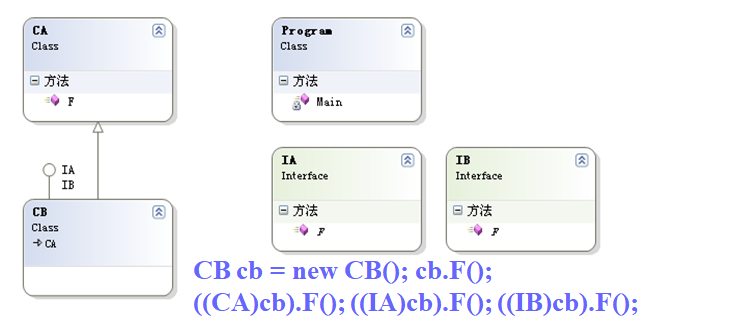 CA
Class
方法
F
Program
Class
方法
Main
IA
IB
CB
Class
CA
IA
Interface
方法
F
IB
Interface
方法
F
CB cb = new CB(); cb.F();
((CA)cb).F(); ((IA)cb).F(); ((IB)cb).F();